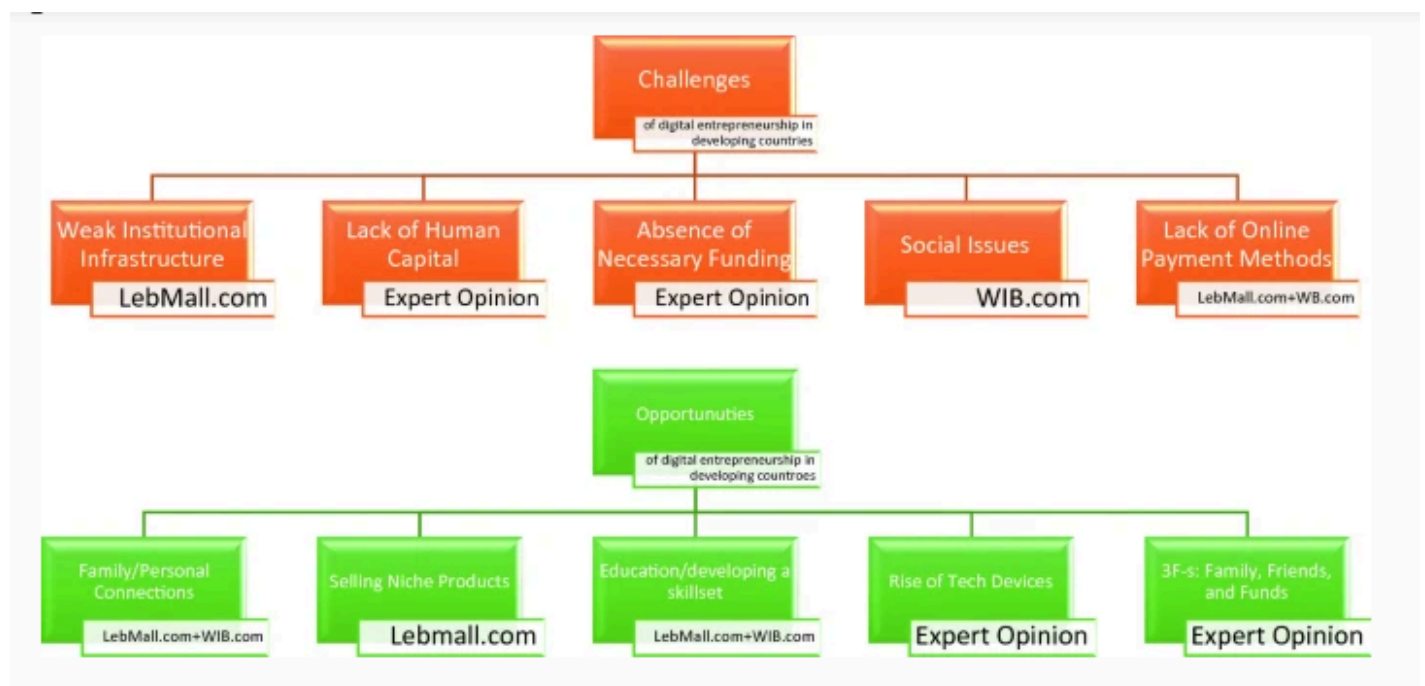 Challenges
of digital entrepreneurship in
developing countries
Weak Institutional
Infrastructure
LebMall.com
Lack of Human
Capital
Expert Opinion
Absence of
Necessary Funding
Expert Opinion
Social Issues
WIB.com
Lack of Online
Payment Methods
LebMall.com+WB.com
Opportunuties
of digital entrepreneurship in
developing countroes
Family/Personal
Connections
LebMall.com+WIB.com
Selling Niche Products
Lebmall.com
Education/developing a
skillset
LebMall.com+WIB.com
Rise of Tech Devices
Expert Opinion
3F-s: Family, Friends,
and Funds
Expert Opinion